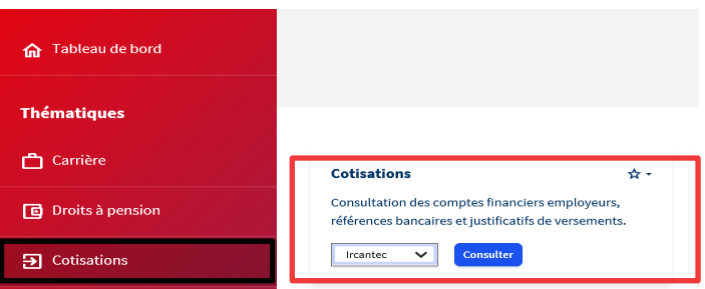 Tableau de bord
Thématiques
Carrière
Droits à pension
Cotisations
Cotisations
Consultation des comptes financiers employeurs,
références bancaires et justificatifs de versements.
Ircantec
Consulter